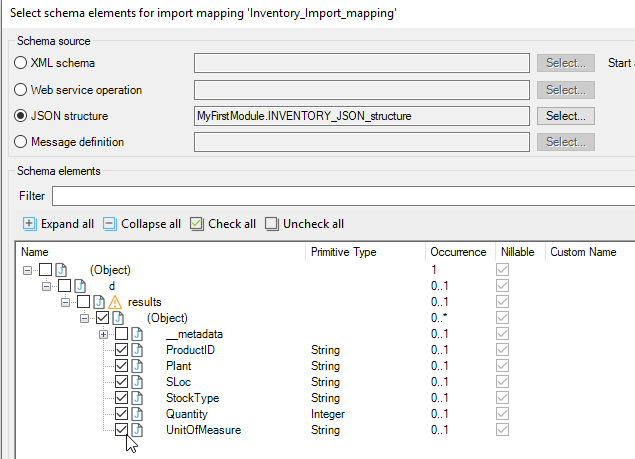 Select schema elements for import mapping 'Inventory_Import_mapping'
Schema source
XML schema Select... Start
Web service operation Select...
JSON structure MyFirstModule.INVENTORY_JSON_structure Select...
Message definition Select...
Schema elements
Filter
Expand all Collapse all Check all Uncheck all
Name Primitive Type Occurrence Nillable Custom Name
(Object) 1
d 0..1
results 0..1
(Object) 0..*
__metadata 0..1
ProductID String 0..1
Plant String 0..1
SLoc String 0..1
StockType String 0..1
Quantity Integer 0..1
UnitOfMeasure String 0..1